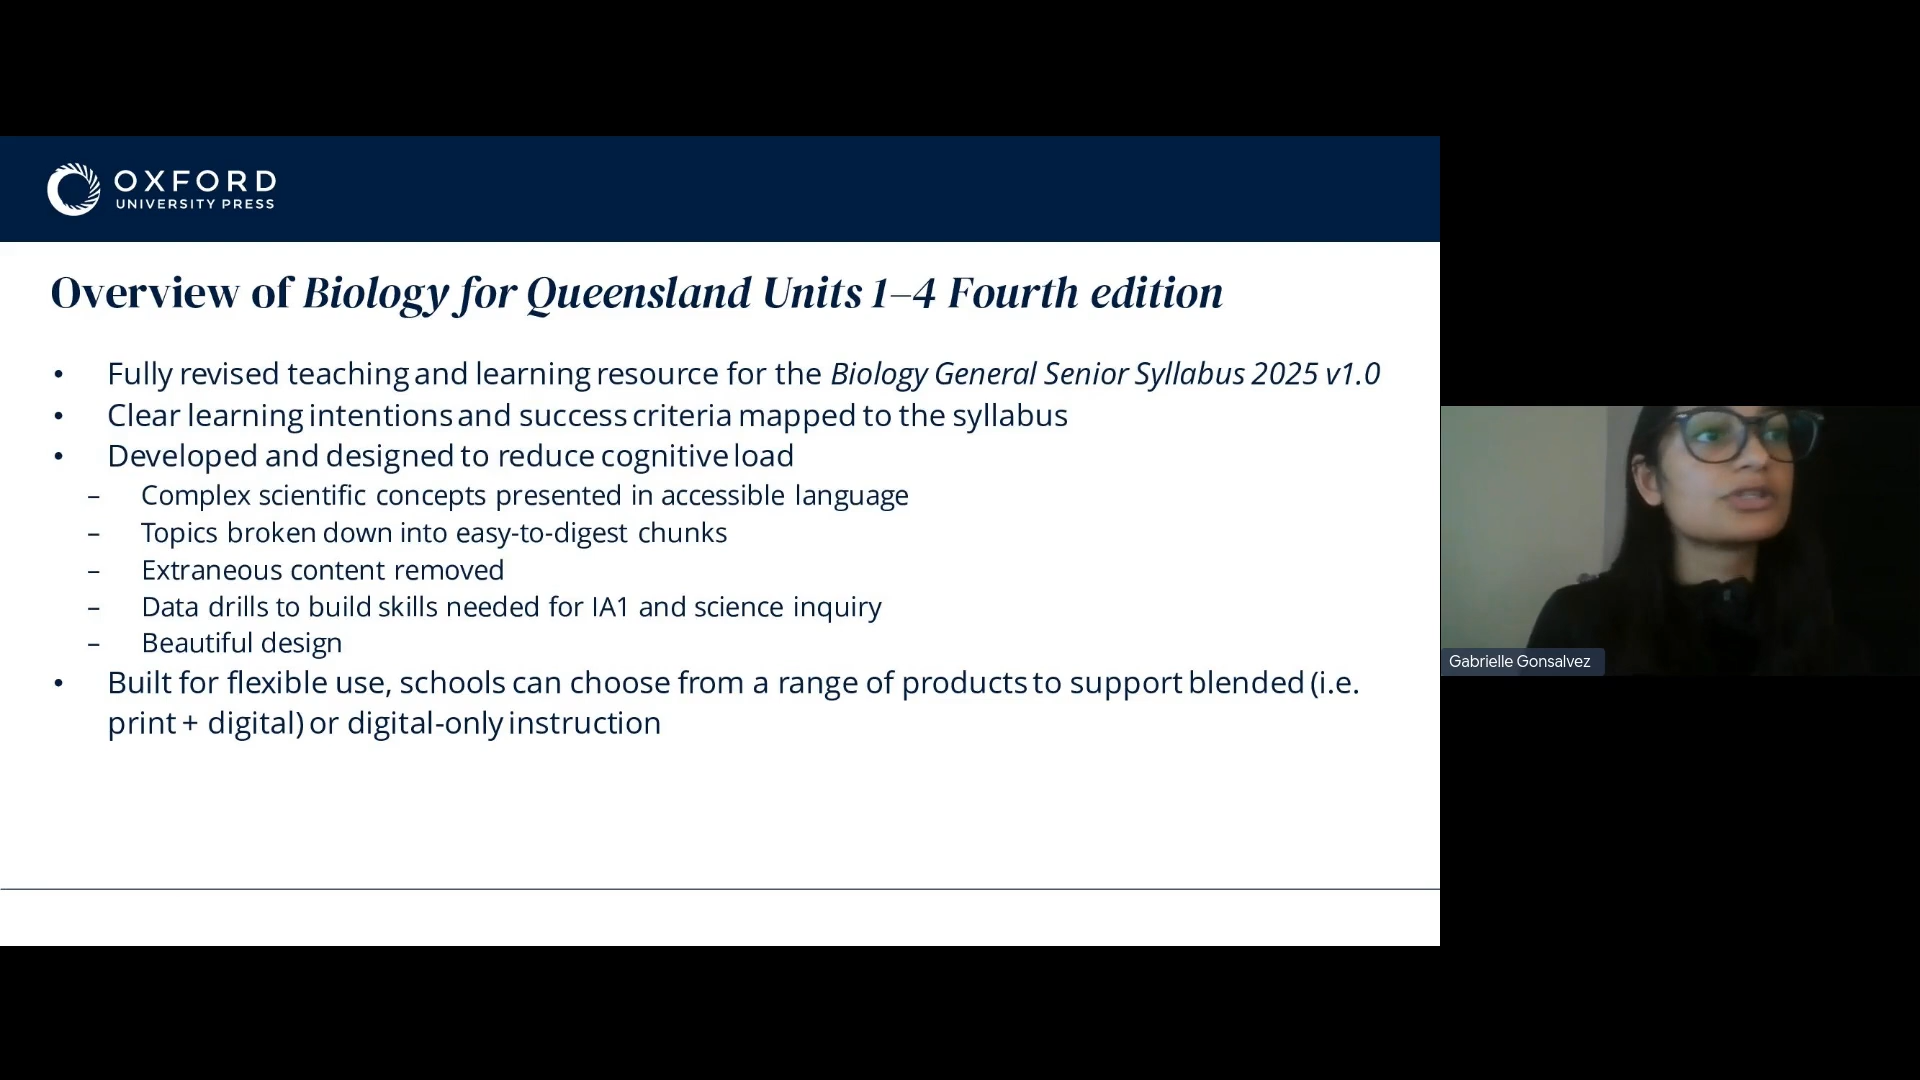 OXFORD
UNIVERSITY PRESS
Overview of Biology for Queensland Units 1–4 Fourth edition
• Fully revised teaching and learning resource for the Biology General Senior Syllabus 2025 v1.0
• Clear learning intentions and success criteria mapped to the syllabus
• Developed and designed to reduce cognitive load
– Complex scientific concepts presented in accessible language
– Topics broken down into easy-to-digest chunks
– Extraneous content removed
– Data drills to build skills needed for IA1 and science inquiry
– Beautiful design
• Built for flexible use, schools can choose from a range of products to support blended (i.e.
print + digital) or digital-only instruction
Gabrielle Gonsalvez